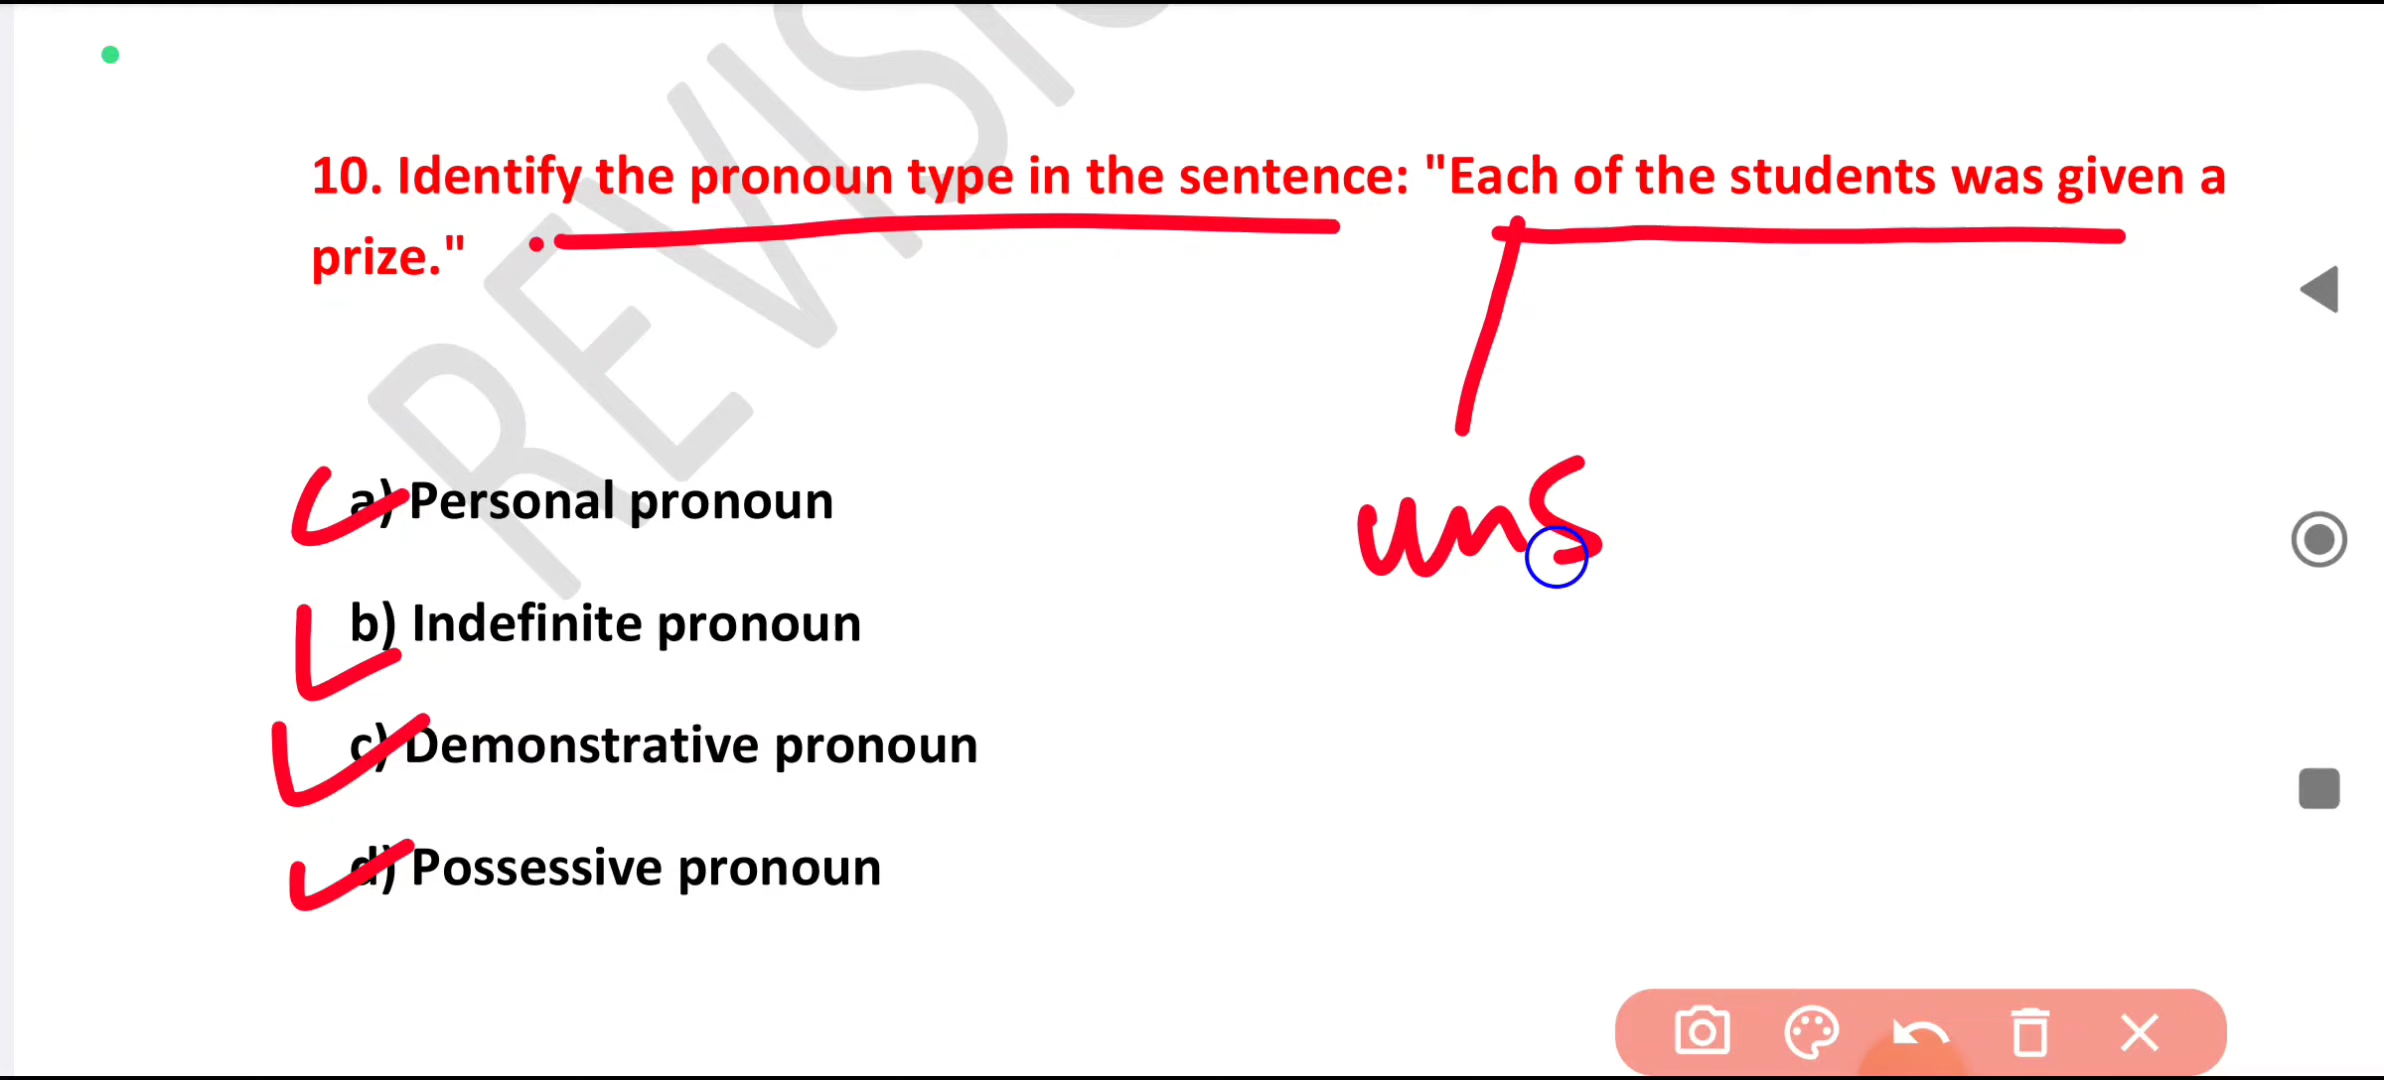 10. Identify the pronoun type in the sentence: "Each of the students was given a
prize."
a) Personal pronoun
b) Indefinite pronoun
c) Demonstrative pronoun
d) Possessive pronoun